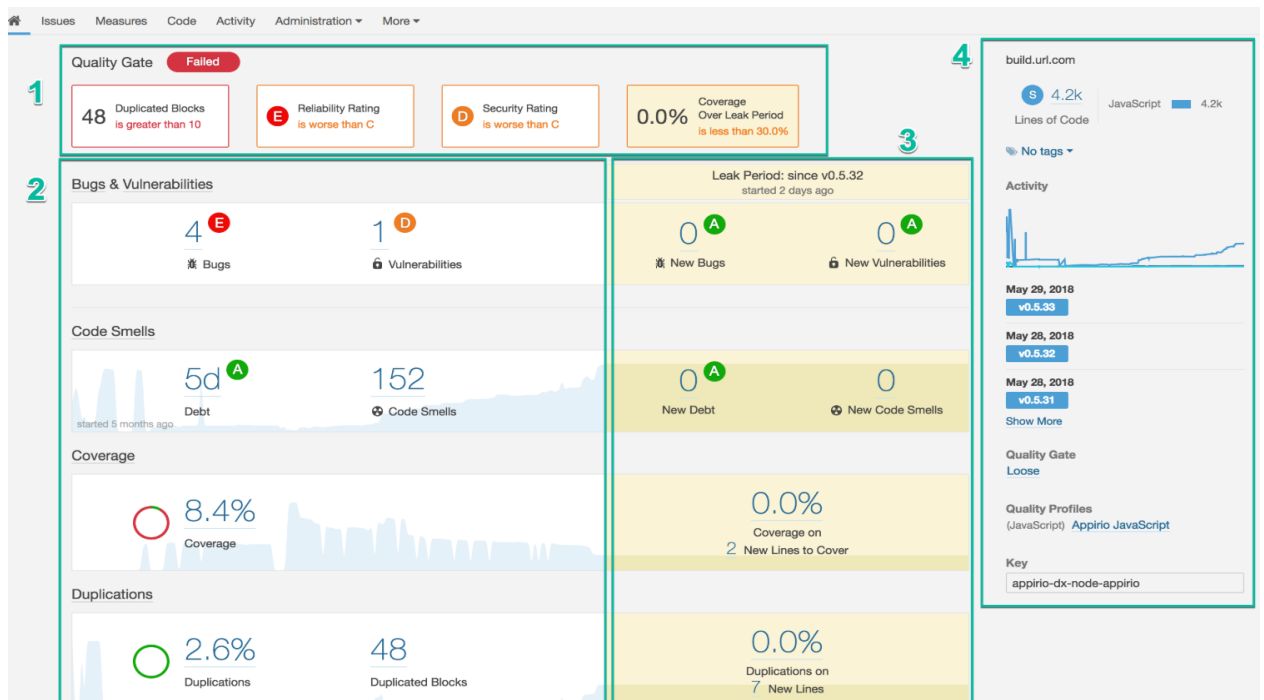 Issues Measures Code Activity Administration More
1
Quality Gate Failed
48 Duplicated Blocks
is greater than 10
E Reliability Rating
is worse than C
D Security Rating
is worse than C
0.0% Coverage
Over Leak Period
is less than 30.0%
2
Bugs & Vulnerabilities
4 E
Bugs
1 D
Vulnerabilities
Code Smells
5d A
Debt
152
Code Smells
started 5 months ago
Coverage
8.4%
Coverage
Duplications
2.6%
Duplications
48
Duplicated Blocks
3
Leak Period: since v0.5.32
started 2 days ago
0 A
New Bugs
0 A
New Vulnerabilities
0 A
New Debt
0
New Code Smells
0.0%
Coverage on
2 New Lines to Cover
0.0%
Duplications on
7 New Lines
4
build.url.com
S 4.2k
Lines of Code
JavaScript 4.2k
No tags
Activity
May 29, 2018
v0.5.33
May 28, 2018
v0.5.32
May 28, 2018
v0.5.31
Show More
Quality Gate
Loose
Quality Profiles
(JavaScript) Appirio JavaScript
Key
appirio-dx-node-appirio